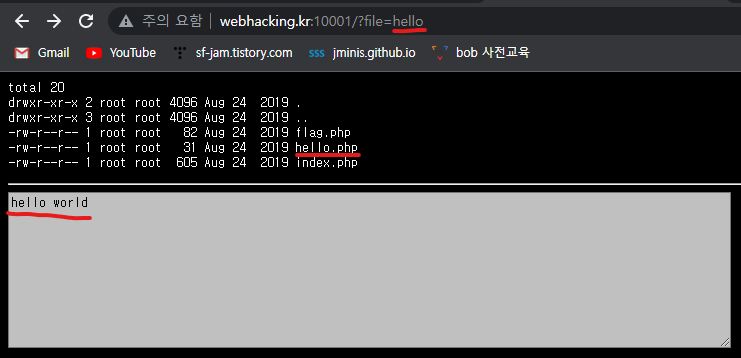 주의 요함 webhacking.kr:10001/?file=hello
Gmail YouTube sf-jam.tistory.com sss jminis.github.io bob 사전교육
total 20
drwxr-xr-x 2 root root 4096 Aug 24 2019 .
drwxr-xr-x 3 root root 4096 Aug 24 2019 ..
-rw-r--r-- 1 root root 82 Aug 24 2019 flag.php
-rw-r--r-- 1 root root 31 Aug 24 2019 hello.php
-rw-r--r-- 1 root root 605 Aug 24 2019 index.php
hello world